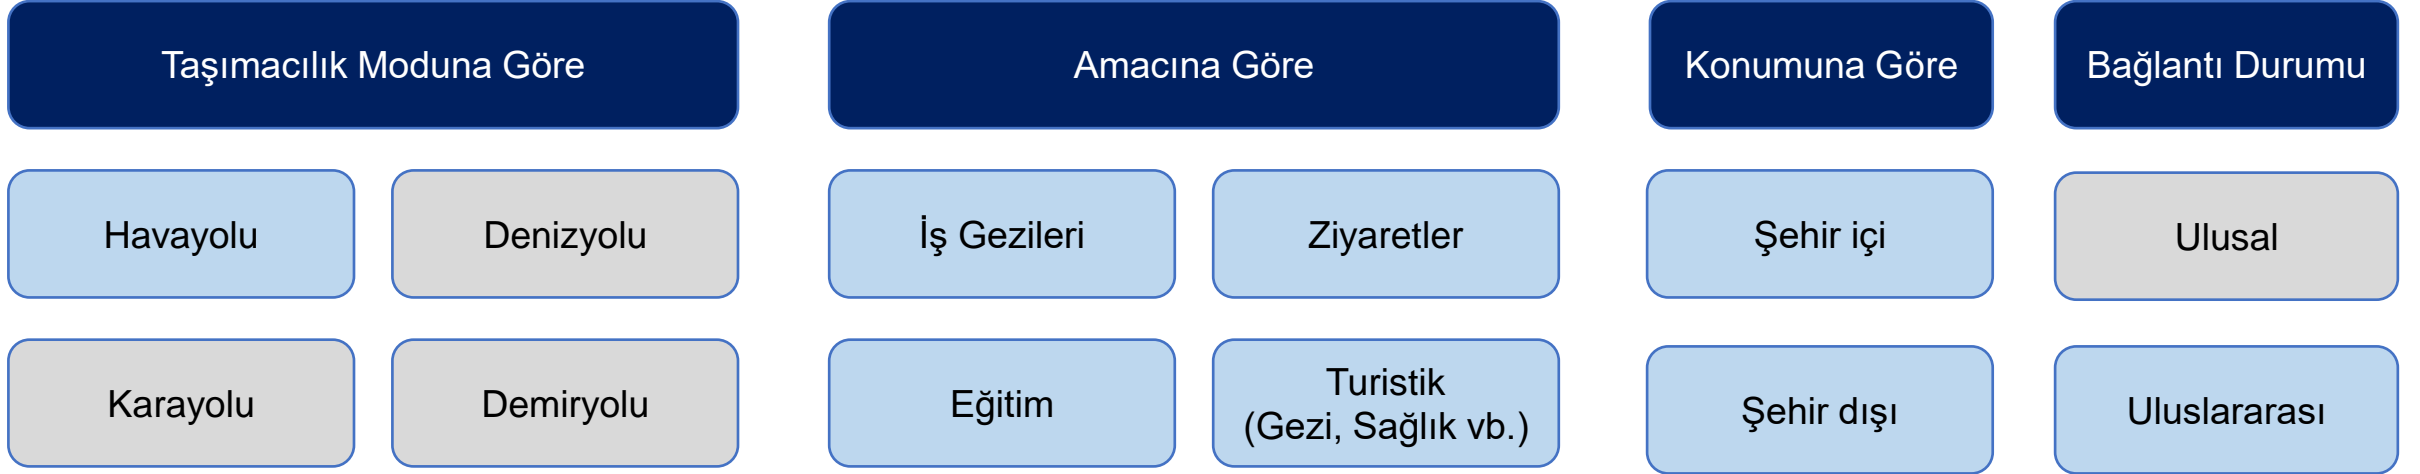 Taşımacılık Moduna Göre
Amacına Göre
Konumuna Göre
Bağlantı Durumu
Havayolu
Denizyolu
İş Gezileri
Ziyaretler
Şehir içi
Ulusal
Karayolu
Demiryolu
Eğitim
Turistik
(Gezi, Sağlık vb.)
Şehir dışı
Uluslararası